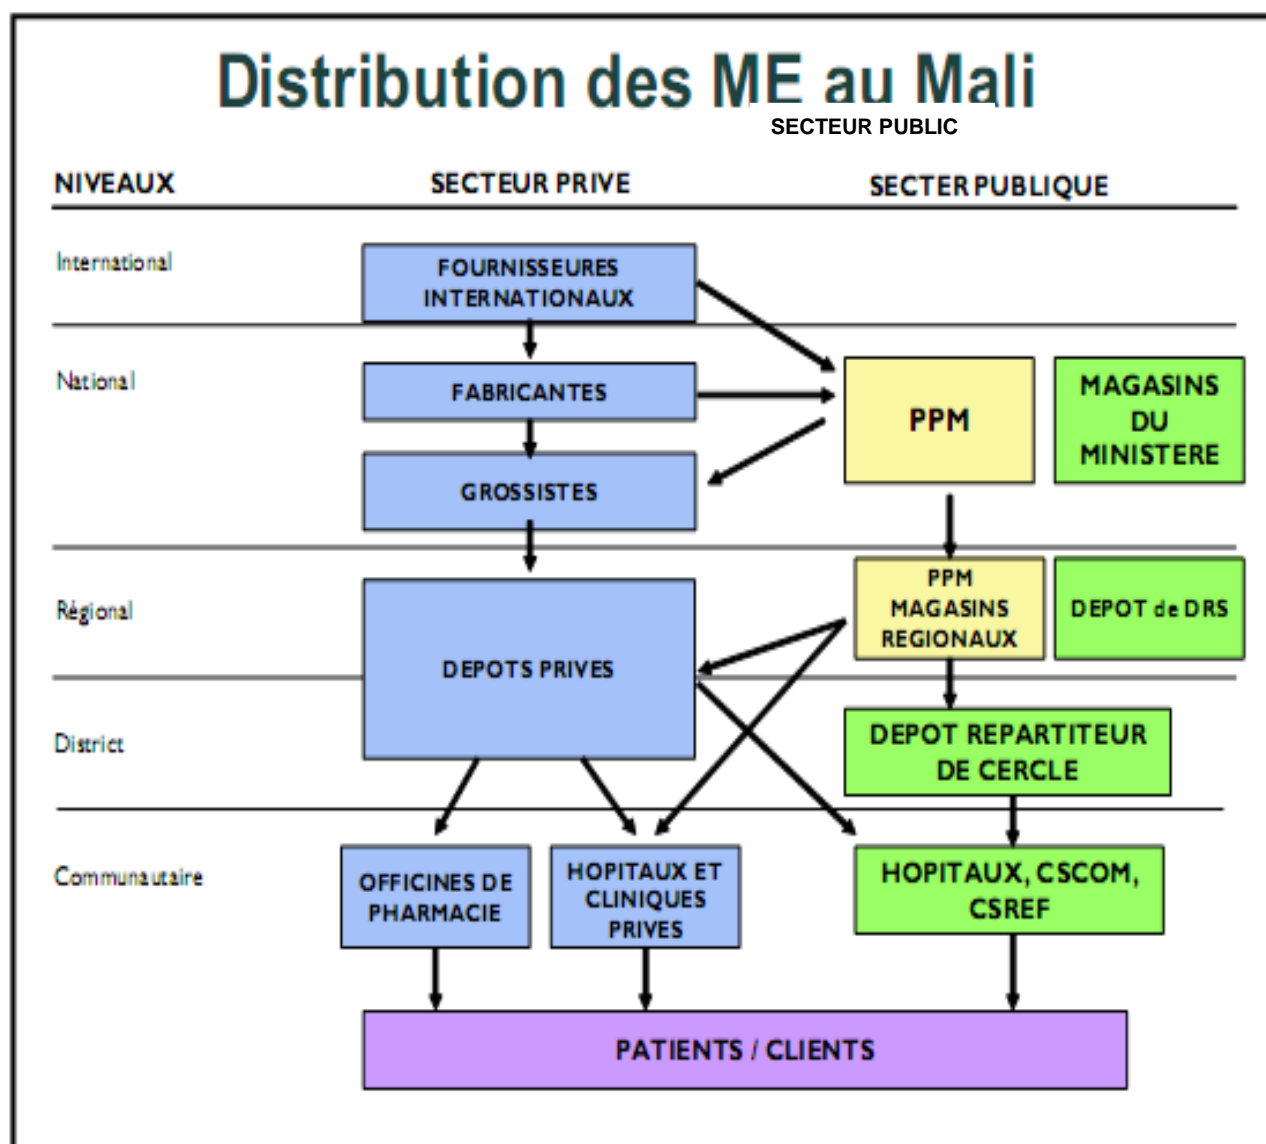 Distribution des ME au Mali
SECTEUR PUBLIC
NIVEAUX
SECTEUR PRIVE
SECTER PUBLIQUE
International
FOURNISSEURES
INTERNATIONAUX
National
FABRICANTES
PPM
MAGASINS
DU
MINISTERE
GROSSISTES
Régional
DEPOTS PRIVES
PPM
MAGASINS
REGIONAUX
DEPOT de DRS
District
DEPOT REPARTITEUR
DE CERCLE
Communautaire
OFFICINES DE
PHARMACIE
HOPITAUX ET
CLINIQUES
PRIVES
HOPITAUX, CSCOM,
CSREF
PATIENTS / CLIENTS